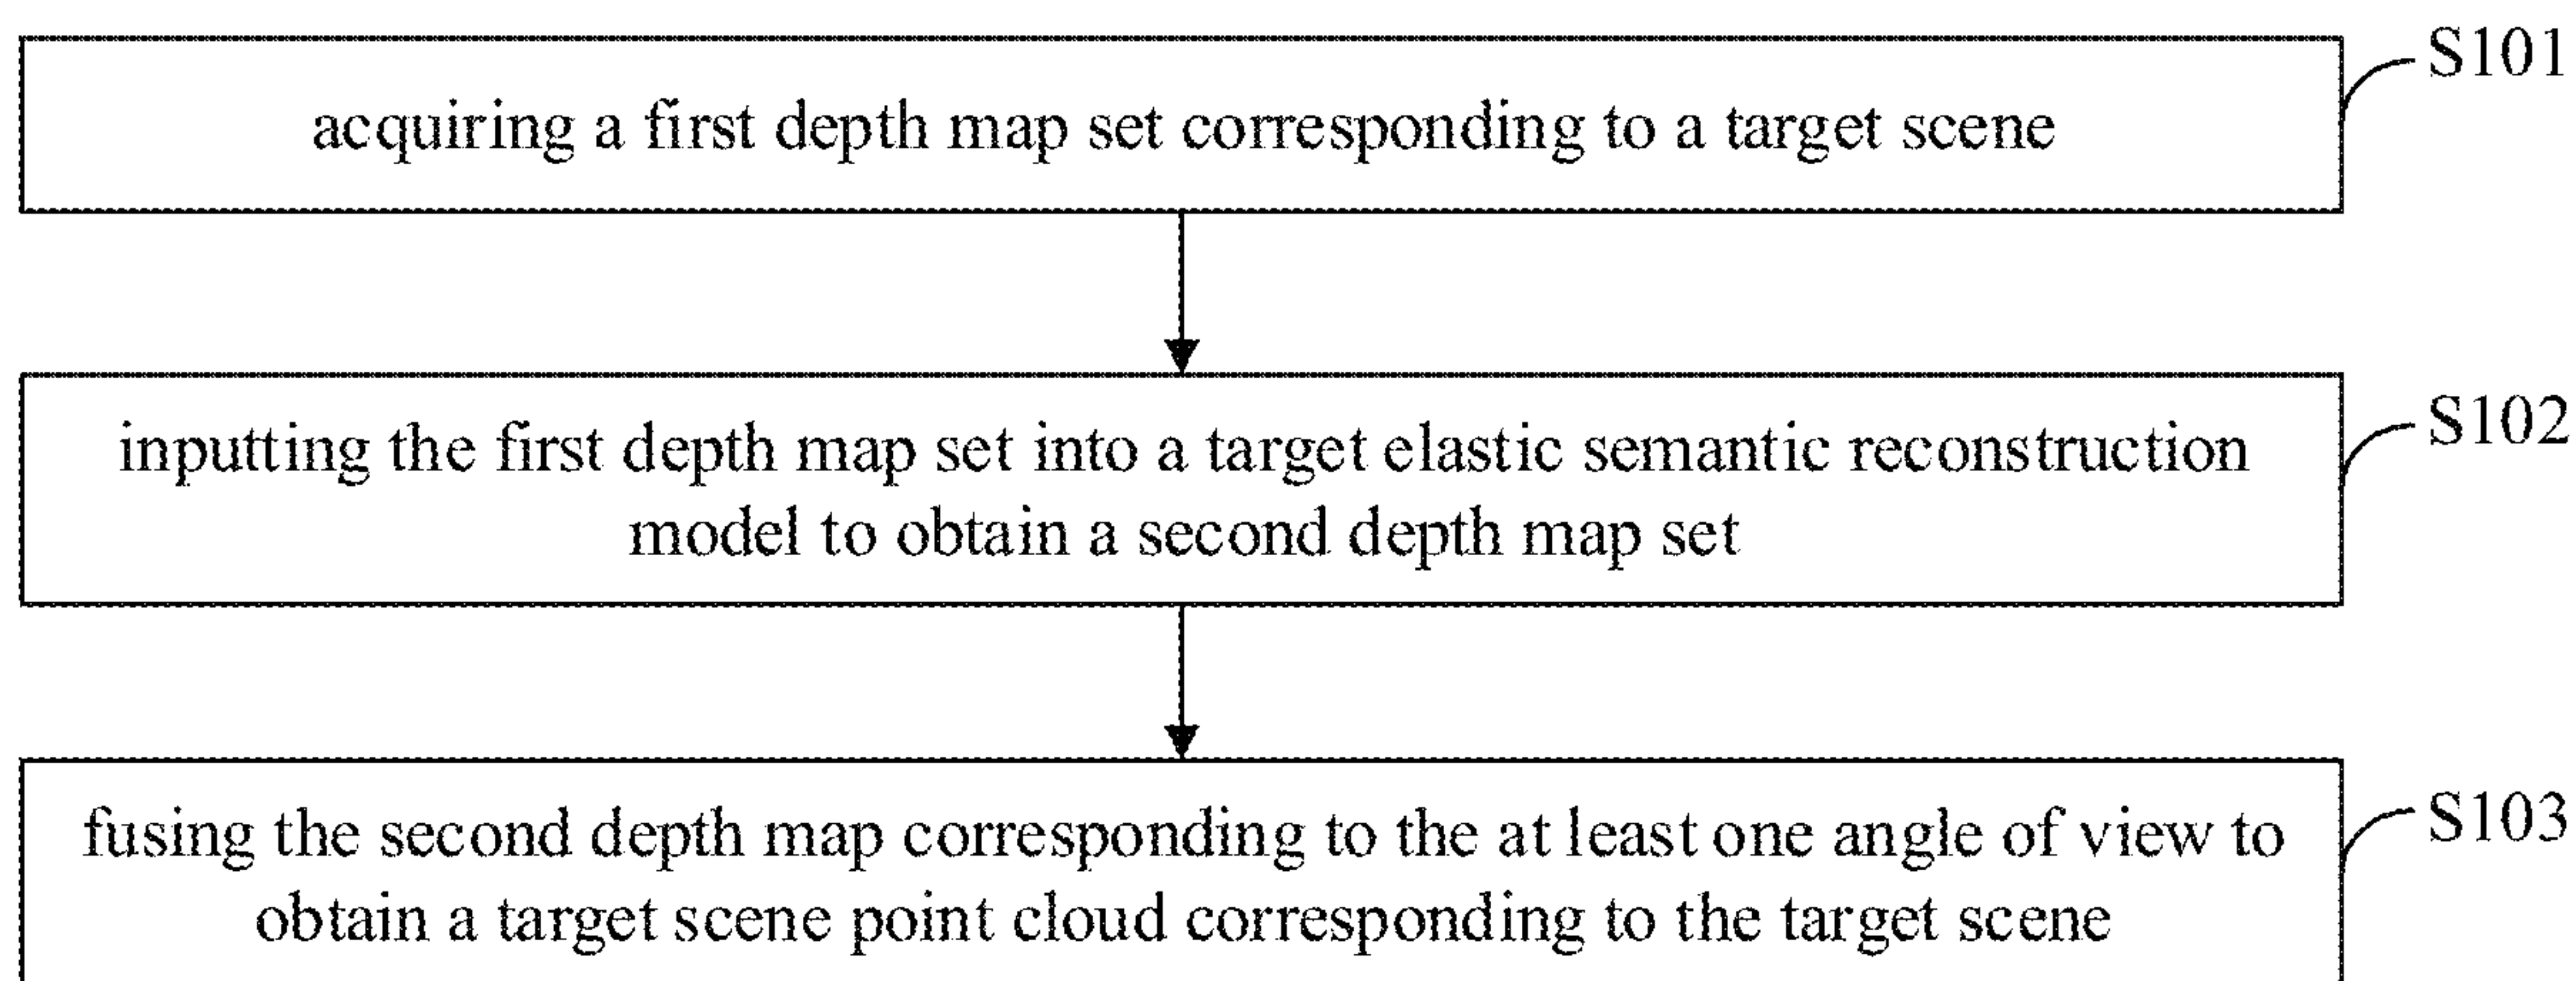 S101
acquiring a first depth map set corresponding to a target scene
S102
inputting the first depth map set into a target elastic semantic reconstruction
model to obtain a second depth map set
S103
fusing the second depth map corresponding to the at least one angle of view to
obtain a target scene point cloud corresponding to the target scene